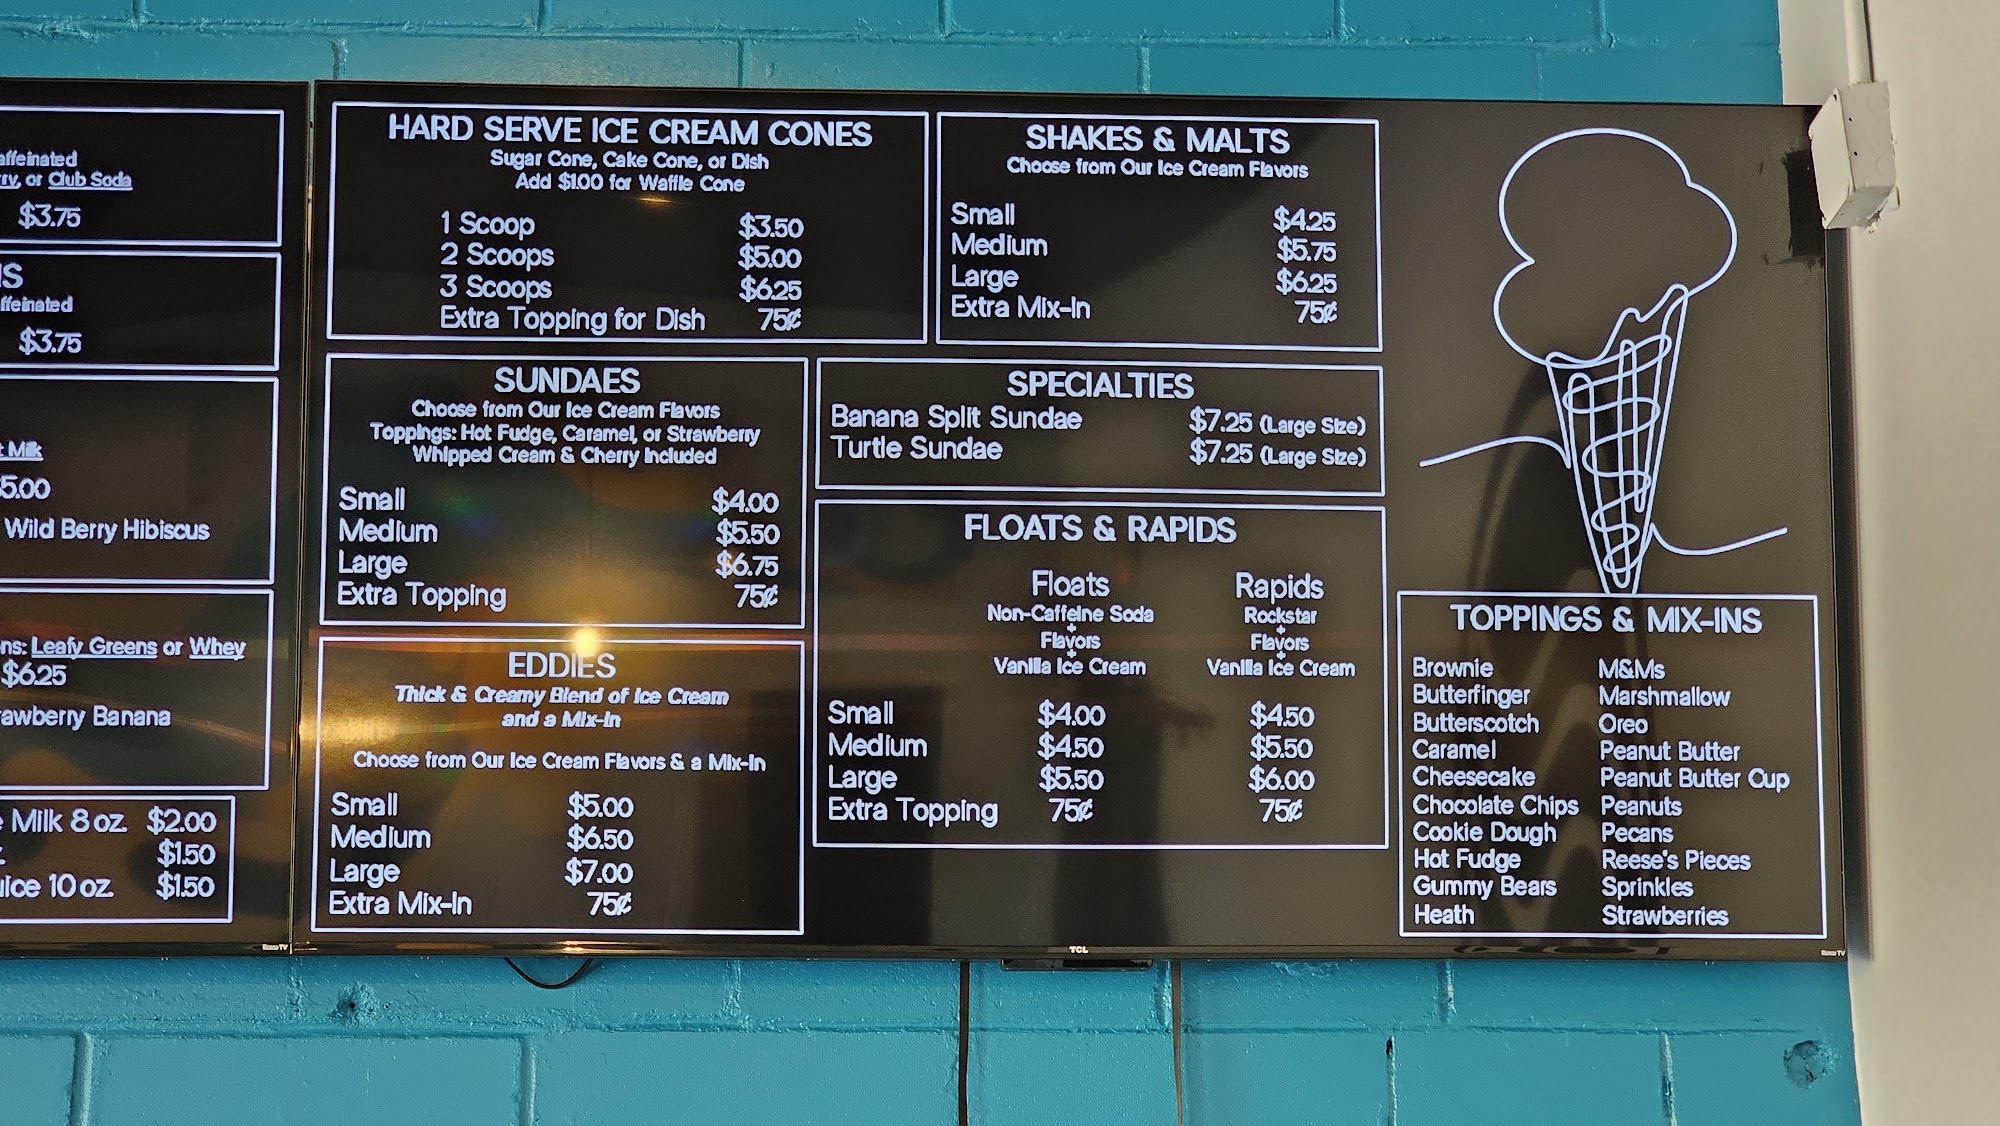 affeinated
rry, or Club Soda
$3.75
NS
ffeinated
$3.75
t Milk
$5.00
Wild Berry Hibiscus
ns: Leafy Greens or Whey
$6.25
rawberry Banana
e Milk 8 oz. $2.00
z. $1.50
uice 10 oz. $1.50
Roku TV
HARD SERVE ICE CREAM CONES
Sugar Cone, Cake Cone, or Dish
Add $1.00 for Waffle Cone
1 Scoop $3.50
2 Scoops $5.00
3 Scoops $6.25
Extra Topping for Dish 75¢
SHAKES & MALTS
Choose from Our Ice Cream Flavors
Small $4.25
Medium $5.75
Large $6.25
Extra Mix-In 75¢
SUNDAES
Choose from Our Ice Cream Flavors
Toppings: Hot Fudge, Caramel, or Strawberry
Whipped Cream & Cherry Included
Small $4.00
Medium $5.50
Large $6.75
Extra Topping 75¢
SPECIALTIES
Banana Split Sundae $7.25 (Large Size)
Turtle Sundae $7.25 (Large Size)
EDDIES
Thick & Creamy Blend of Ice Cream
and a Mix-In
Choose from Our Ice Cream Flavors & a Mix-In
Small $5.00
Medium $6.50
Large $7.00
Extra Mix-In 75¢
FLOATS & RAPIDS
Floats Rapids
Non-Caffeine Soda Rockstar
+ +
Flavors Flavors
+ +
Vanilla Ice Cream Vanilla Ice Cream
Small $4.00 $4.50
Medium $4.50 $5.50
Large $5.50 $6.00
Extra Topping 75¢ 75¢
TOPPINGS & MIX-INS
Brownie M&Ms
Butterfinger Marshmallow
Butterscotch Oreo
Caramel Peanut Butter
Cheesecake Peanut Butter Cup
Chocolate Chips Peanuts
Cookie Dough Pecans
Hot Fudge Reese's Pieces
Gummy Bears Sprinkles
Heath Strawberries
TCL
Roku TV